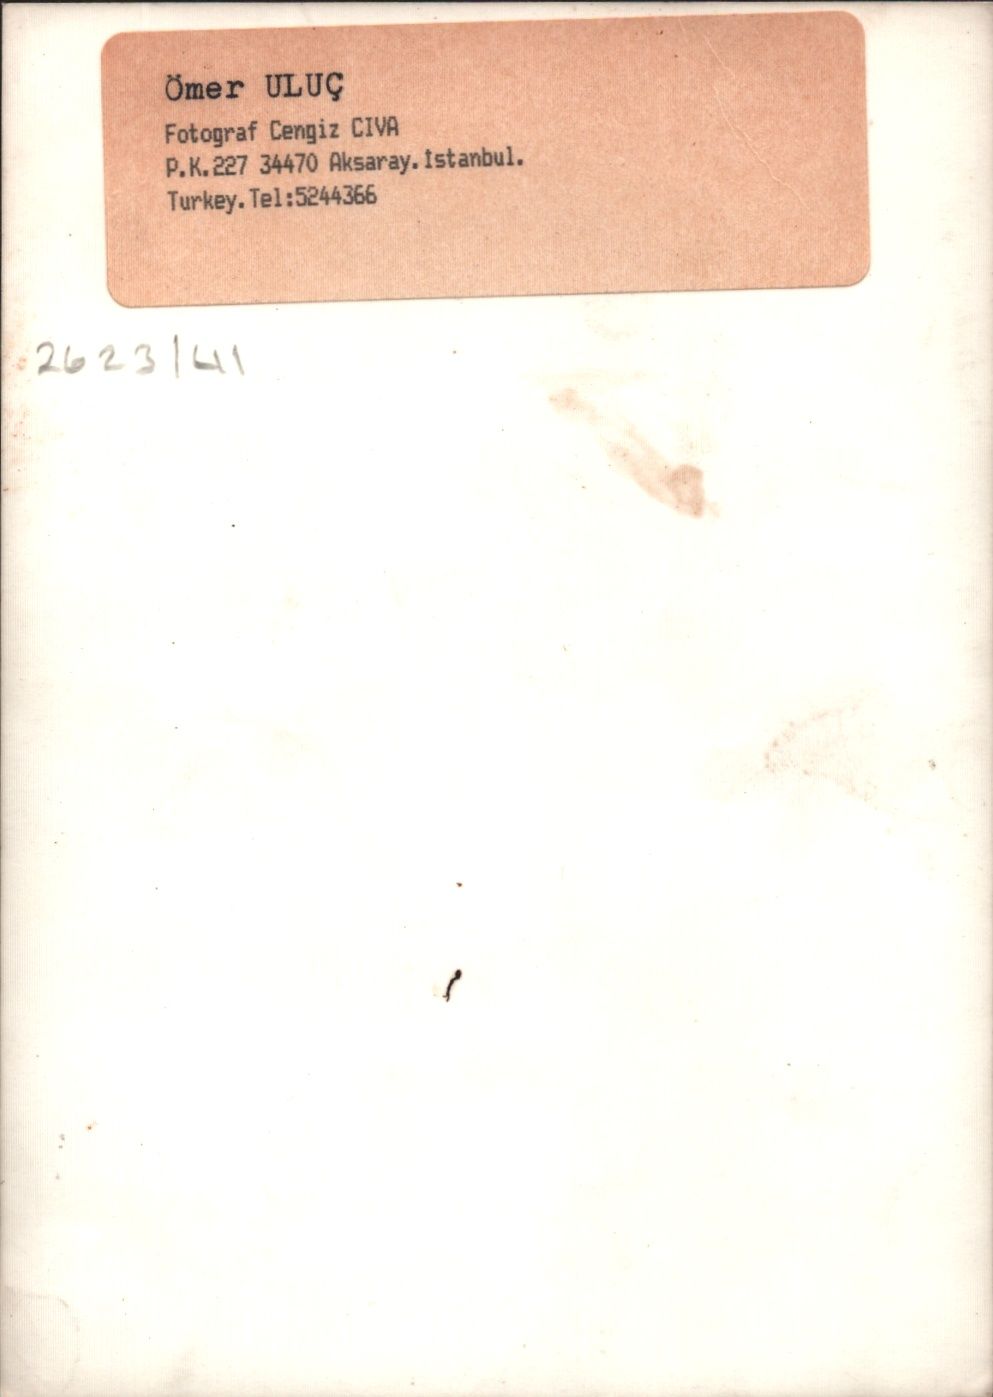 Ömer ULUÇ
Fotograf Cengiz CIVA
P.K.227 34470 Aksaray.İstanbul.
Turkey.Tel:5244366
2623/41